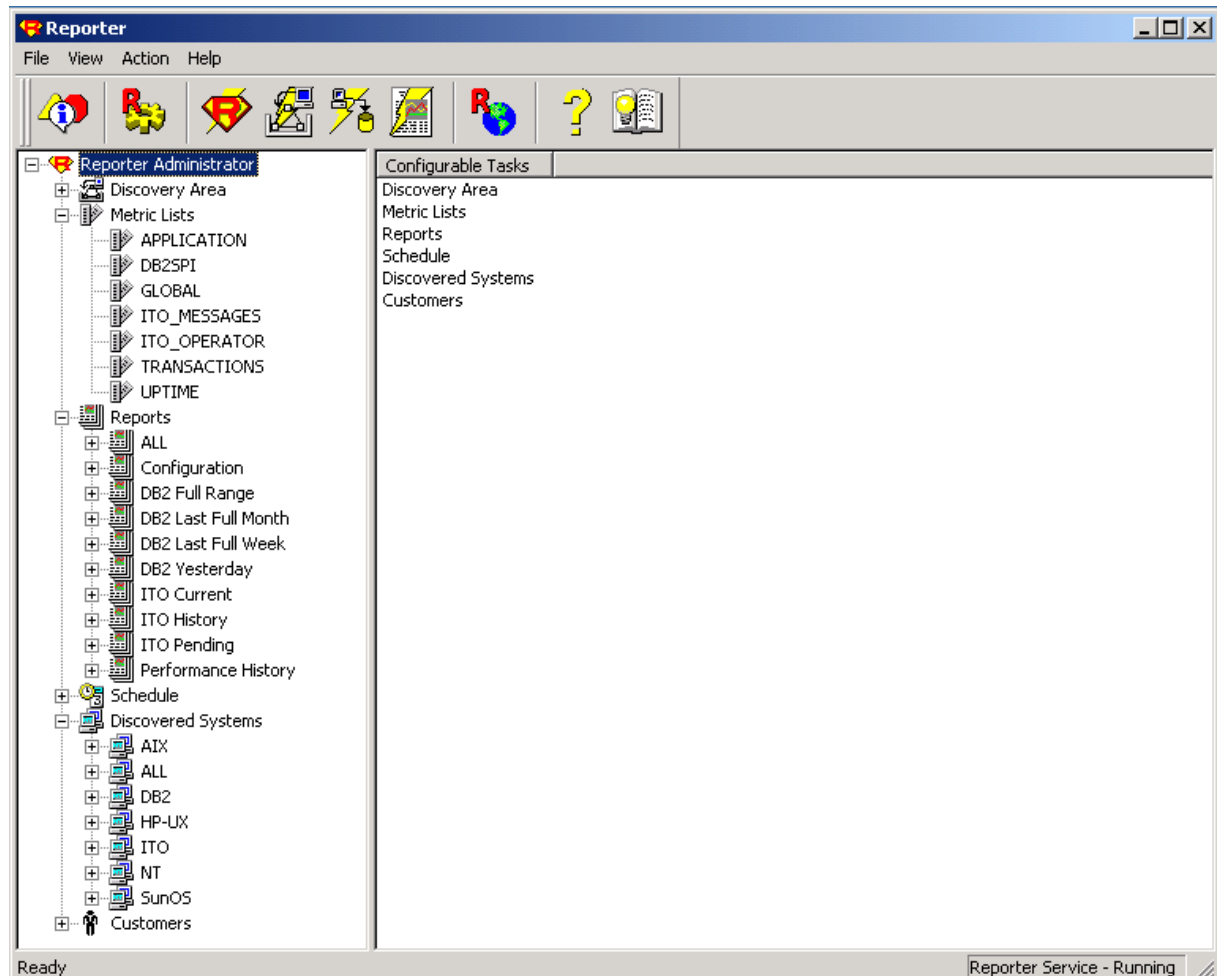 Reporter
File View Action Help
Reporter Administrator
Discovery Area
Metric Lists
APPLICATION
DB2SPI
GLOBAL
ITO_MESSAGES
ITO_OPERATOR
TRANSACTIONS
UPTIME
Reports
ALL
Configuration
DB2 Full Range
DB2 Last Full Month
DB2 Last Full Week
DB2 Yesterday
ITO Current
ITO History
ITO Pending
Performance History
Schedule
Discovered Systems
AIX
ALL
DB2
HP-UX
ITO
NT
SunOS
Customers
Configurable Tasks
Discovery Area
Metric Lists
Reports
Schedule
Discovered Systems
Customers
Ready
Reporter Service - Running